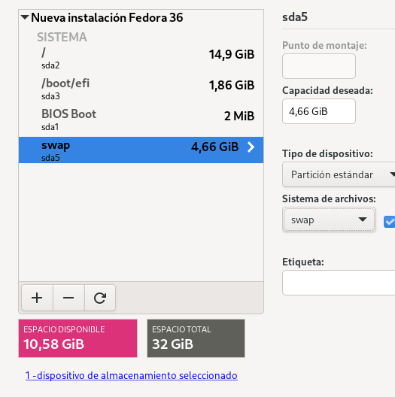 Nueva instalación Fedora 36
SISTEMA
/
sda2
14,9 GiB
/boot/efi
sda3
1,86 GiB
BIOS Boot
sda1
2 MiB
swap
sda5
4,66 GiB
ESPACIO DISPONIBLE
10,58 GiB
ESPACIO TOTAL
32 GiB
1 -dispositivo de almacenamiento seleccionado
sda5
Punto de montaje:
Capacidad deseada:
4,66 GiB
Tipo de dispositivo:
Partición estándar
Sistema de archivos:
swap
Etiqueta: